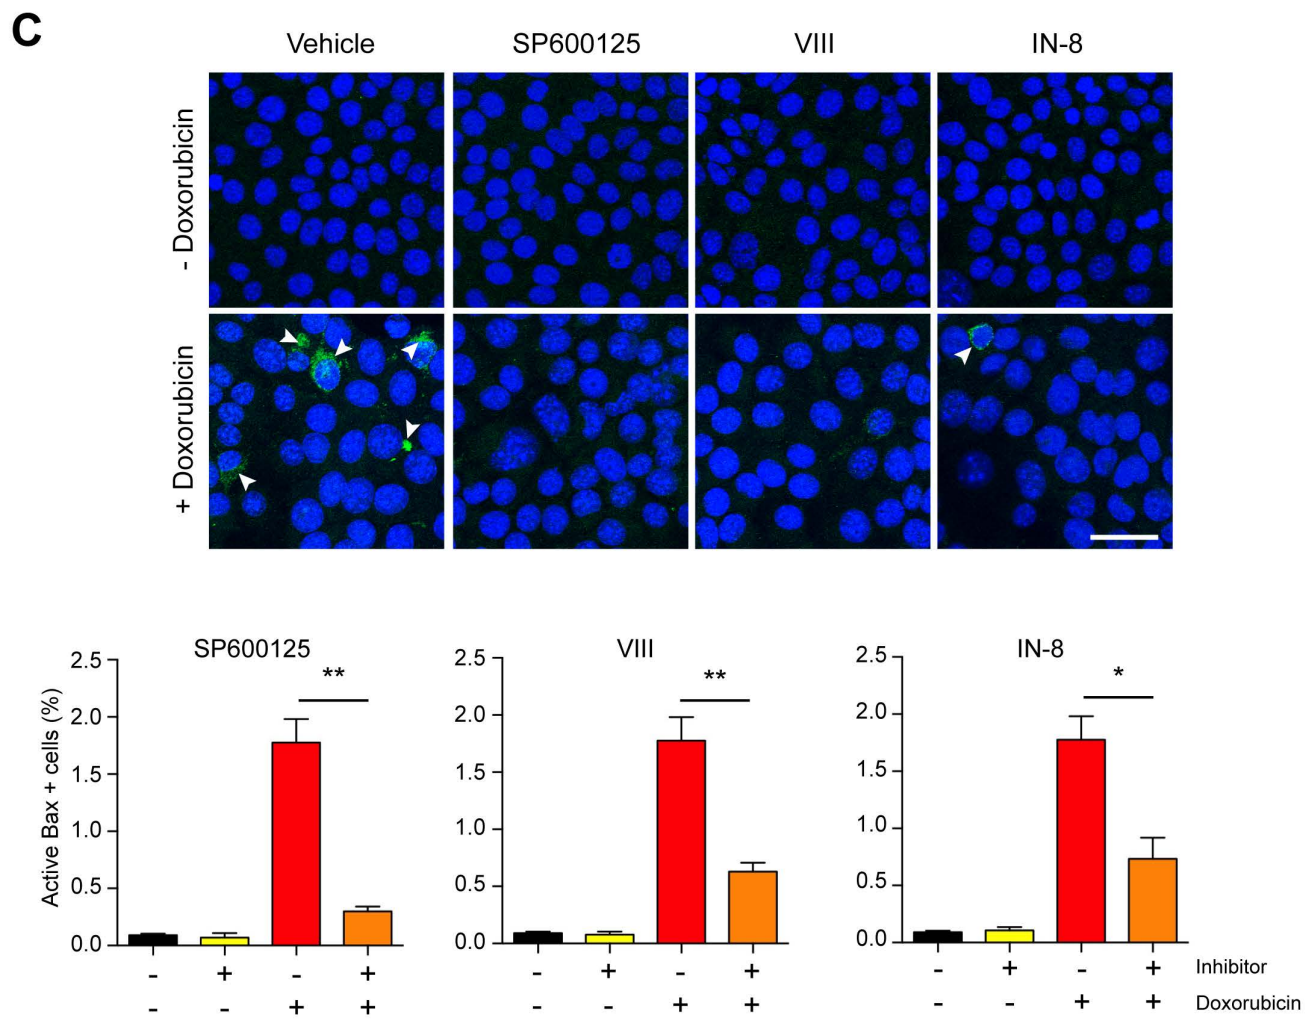 C
Vehicle SP600125 VIII IN-8
- Doxorubicin
+ Doxorubicin
SP600125 VIII IN-8
Active Bax + cells (%)
2.5 2.5 2.5
** ** *
2.0 2.0 2.0
1.5 1.5 1.5
1.0 1.0 1.0
0.5 0.5 0.5
0.0 0.0 0.0
- + - + - + - + - + - + Inhibitor
- - + + - - + + - - + + Doxorubicin